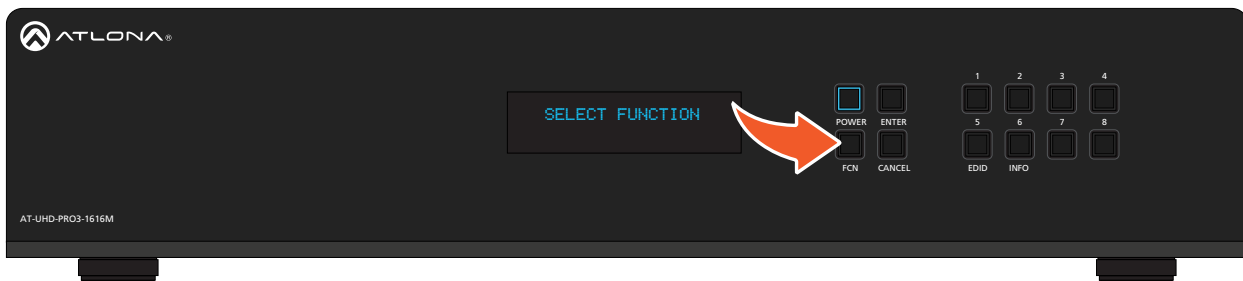 ATLONA®
SELECT FUNCTION
1 2 3 4
POWER ENTER
5 6 7 8
FCN CANCEL
EDID INFO
AT-UHD-PRO3-1616M